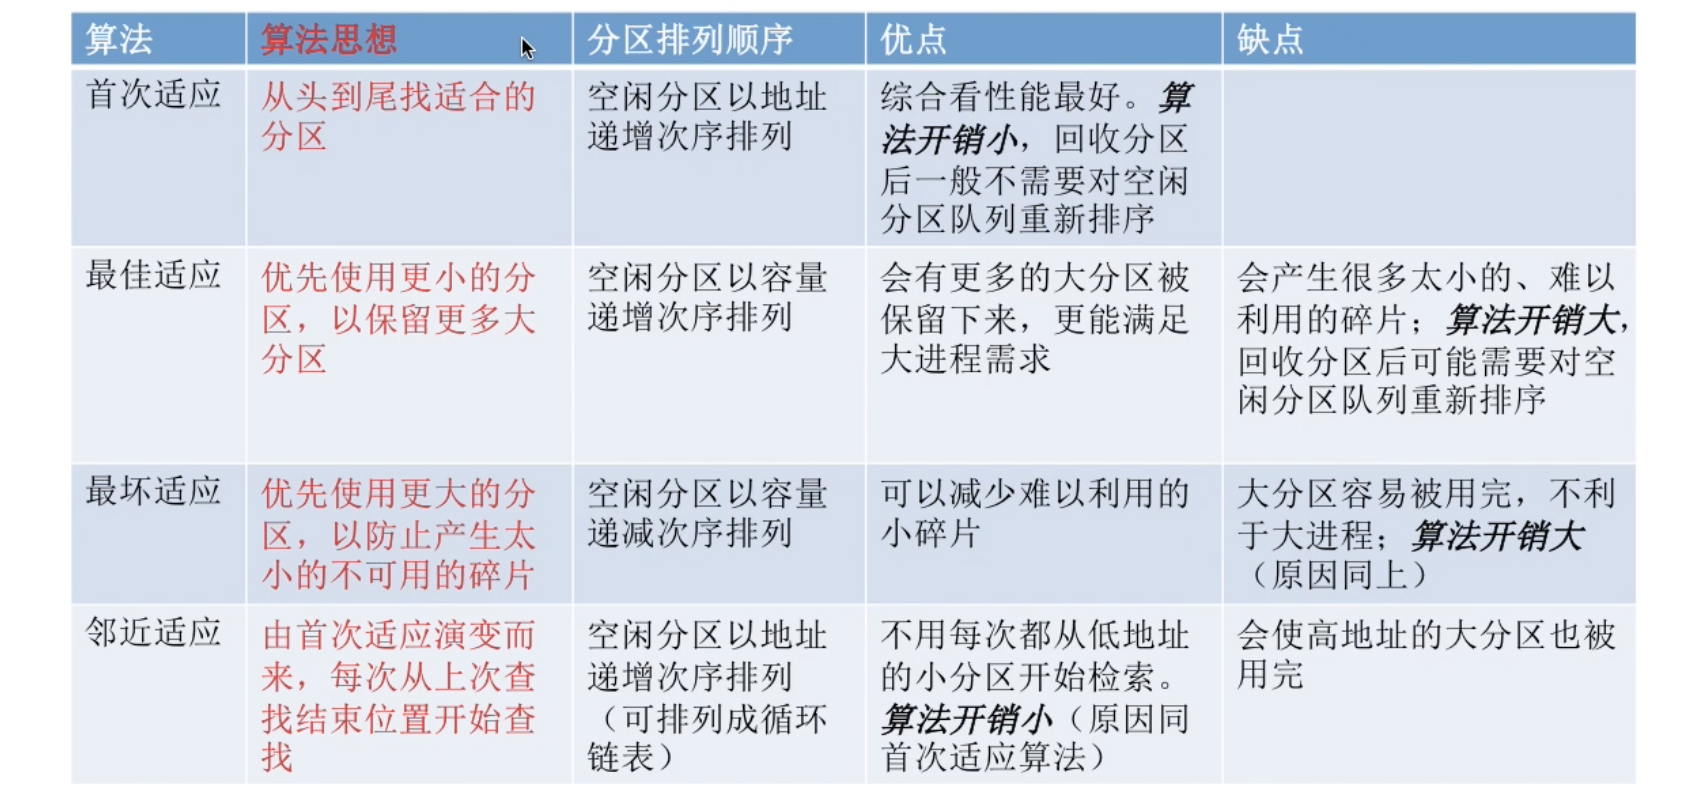 算法
算法思想
分区排列顺序
优点
缺点
首次适应
从头到尾找适合的
分区
空闲分区以地址
递增次序排列
综合看性能最好。算
法开销小，回收分区
后一般不需要对空闲
分区队列重新排序
最佳适应
优先使用更小的分
区，以保留更多大
分区
空闲分区以容量
递增次序排列
会有更多的大分区被
保留下来，更能满足
大进程需求
会产生很多太小的、难以
利用的碎片；算法开销大，
回收分区后可能需要对空
闲分区队列重新排序
最坏适应
优先使用更大的分
区，以防止产生太
小的不可用的碎片
空闲分区以容量
递减次序排列
可以减少难以利用的
小碎片
大分区容易被用完，不利
于大进程；算法开销大
（原因同上）
邻近适应
由首次适应演变而
来，每次从上次查
找结束位置开始查
找
空闲分区以地址
递增次序排列
（可排列成循环
链表）
不用每次都从低地址
的小分区开始检索。
算法开销小（原因同
首次适应算法）
会使高地址的大分区也被
用完